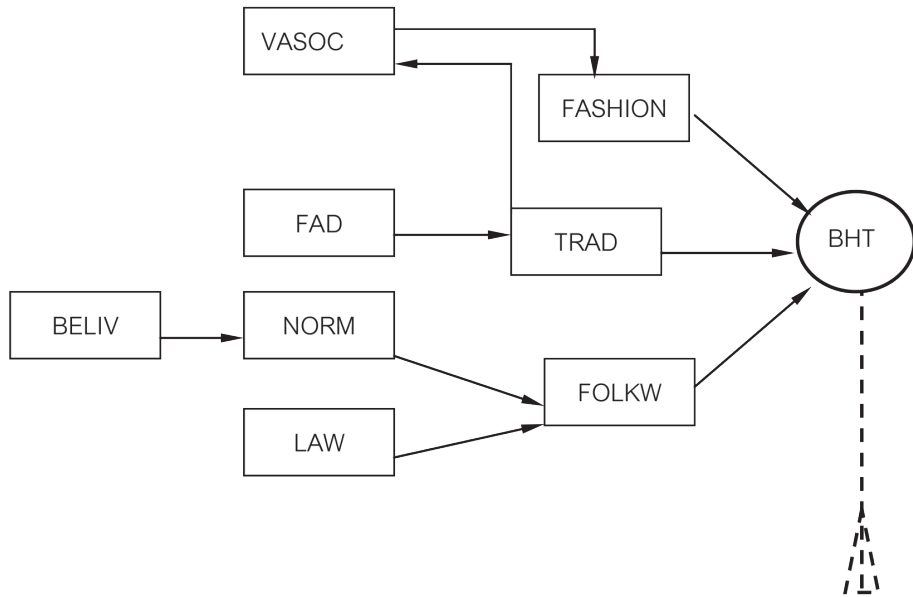 VASOC
FASHION
FAD
TRAD
BHT
BELIV
NORM
FOLKW
LAW